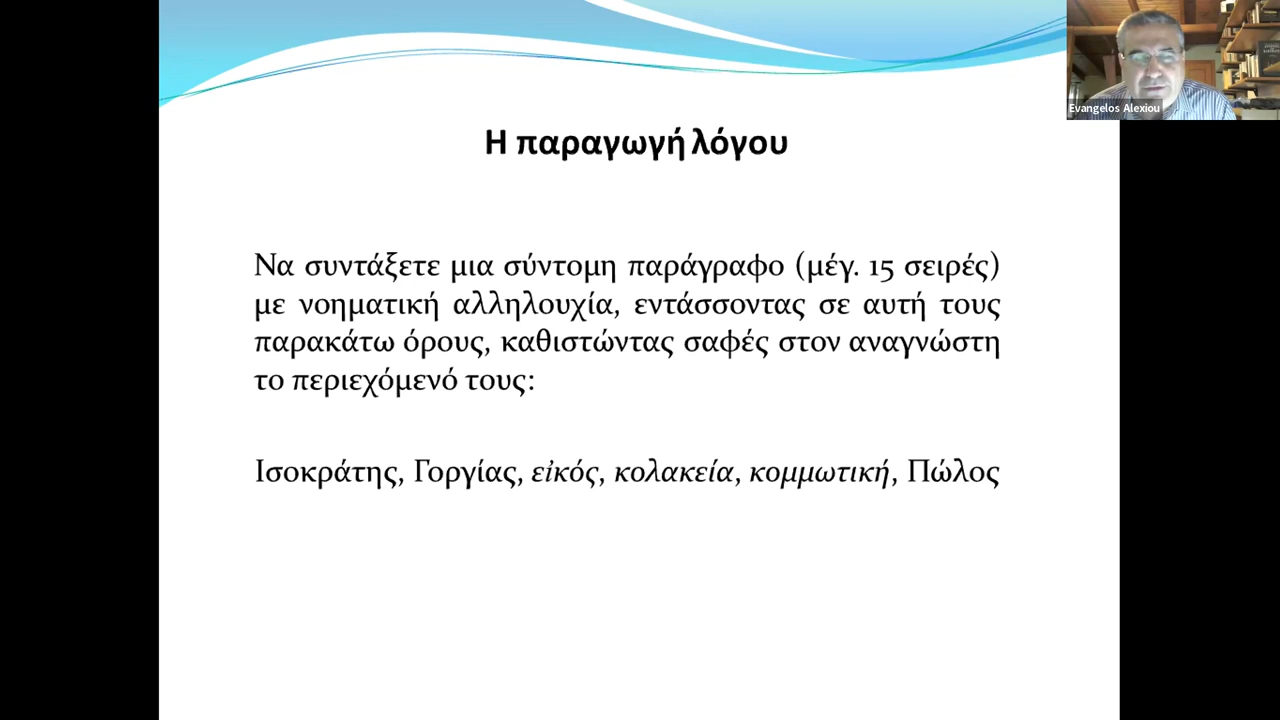 Evangelos Alexiou
Η παραγωγή λόγου
Να συντάξετε μια σύντομη παράγραφο (μέγ. 15 σειρές)
με νοηματική αλληλουχία, εντάσσοντας σε αυτή τους
παρακάτω όρους, καθιστώντας σαφές στον αναγνώστη
το περιεχόμενό τους:
Ισοκράτης, Γοργίας, εἰκός, κολακεία, κομμωτική, Πώλος